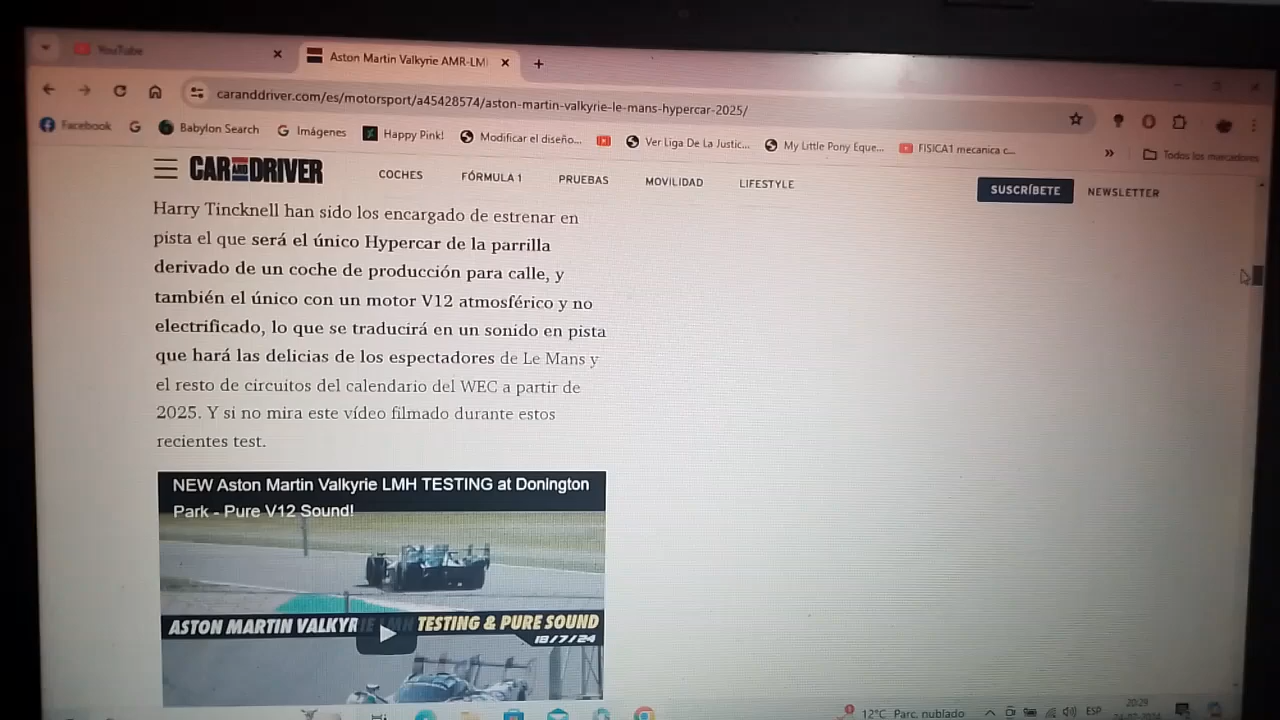 YouTube
Aston Martin Valkyrie AMR-LMH
caranddriver.com/es/motorsport/a45428574/aston-martin-valkyrie-le-mans-hypercar-2025/
Facebook
Babylon Search
Imágenes
Happy Pink!
Modificar el diseño...
Ver Liga De La Justic...
My Little Pony Eque...
FISICA1 mecanica c...
»
Todos los marcadores
CAR AND DRIVER
COCHES
FÓRMULA 1
PRUEBAS
MOVILIDAD
LIFESTYLE
SUSCRÍBETE
NEWSLETTER
Harry Tincknell han sido los encargado de estrenar en
pista el que será el único Hypercar de la parrilla
derivado de un coche de producción para calle, y
también el único con un motor V12 atmosférico y no
electrificado, lo que se traducirá en un sonido en pista
que hará las delicias de los espectadores de Le Mans y
el resto de circuitos del calendario del WEC a partir de
2025. Y si no mira este vídeo filmado durante estos
recientes test.
NEW Aston Martin Valkyrie LMH TESTING at Donington
Park - Pure V12 Sound!
ASTON MARTIN VALKYRIE LMH TESTING & PURE SOUND
18/7/24
12°C Parc. nublado
ESP
20:29